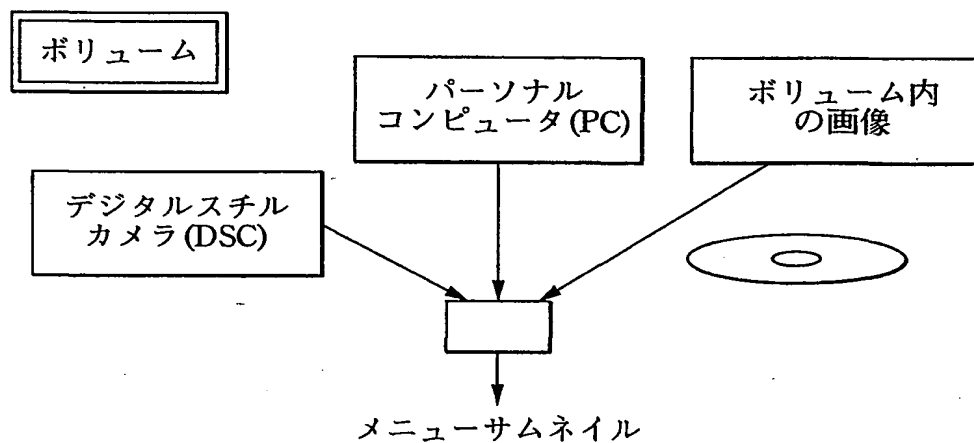 ボリューム
パーソナル
コンピュータ(PC)
ボリューム内
の画像
デジタルスチル
カメラ(DSC)
メニューサムネイル